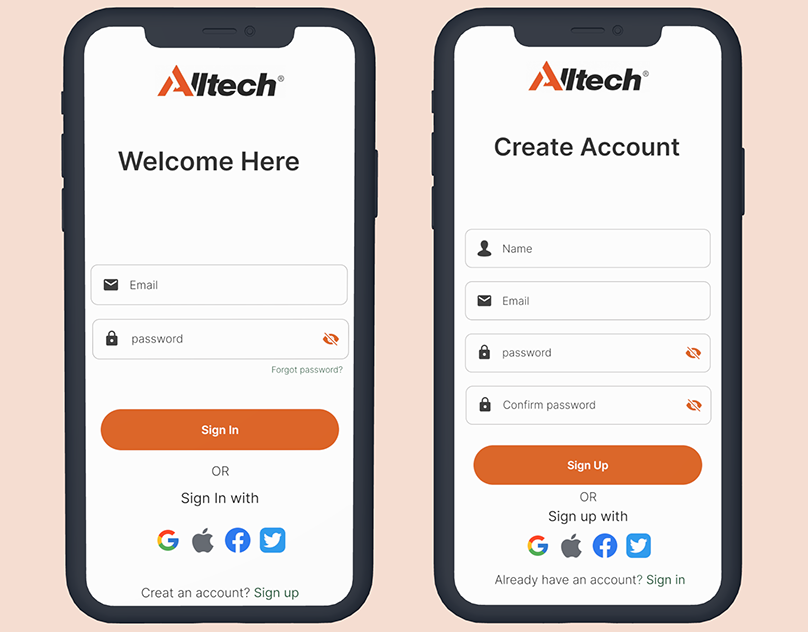 Alltech®
Welcome Here
Email
password
Forgot password?
Sign In
OR
Sign In with
Creat an account? Sign up
Alltech®
Create Account
Name
Email
password
Confirm password
Sign Up
OR
Sign up with
Already have an account? Sign in